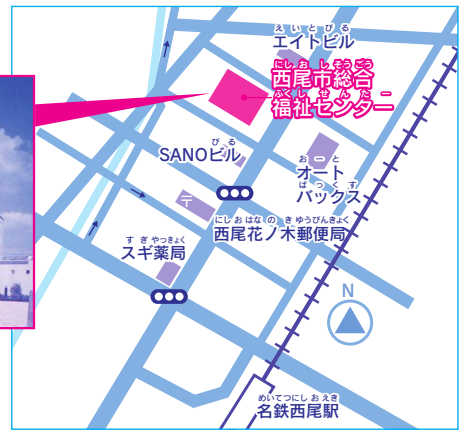 えいとびる
エイトビル
にしおしそうごう
西尾市総合
ふくしせんたー
福祉センター
びる
SANOビル
おーと
オート
ばっくす
バックス
〒
にしおはなのきゆうびんきょく
西尾花ノ木郵便局
すぎやっきょく
スギ薬局
N
めいてつにしおえき
名鉄西尾駅